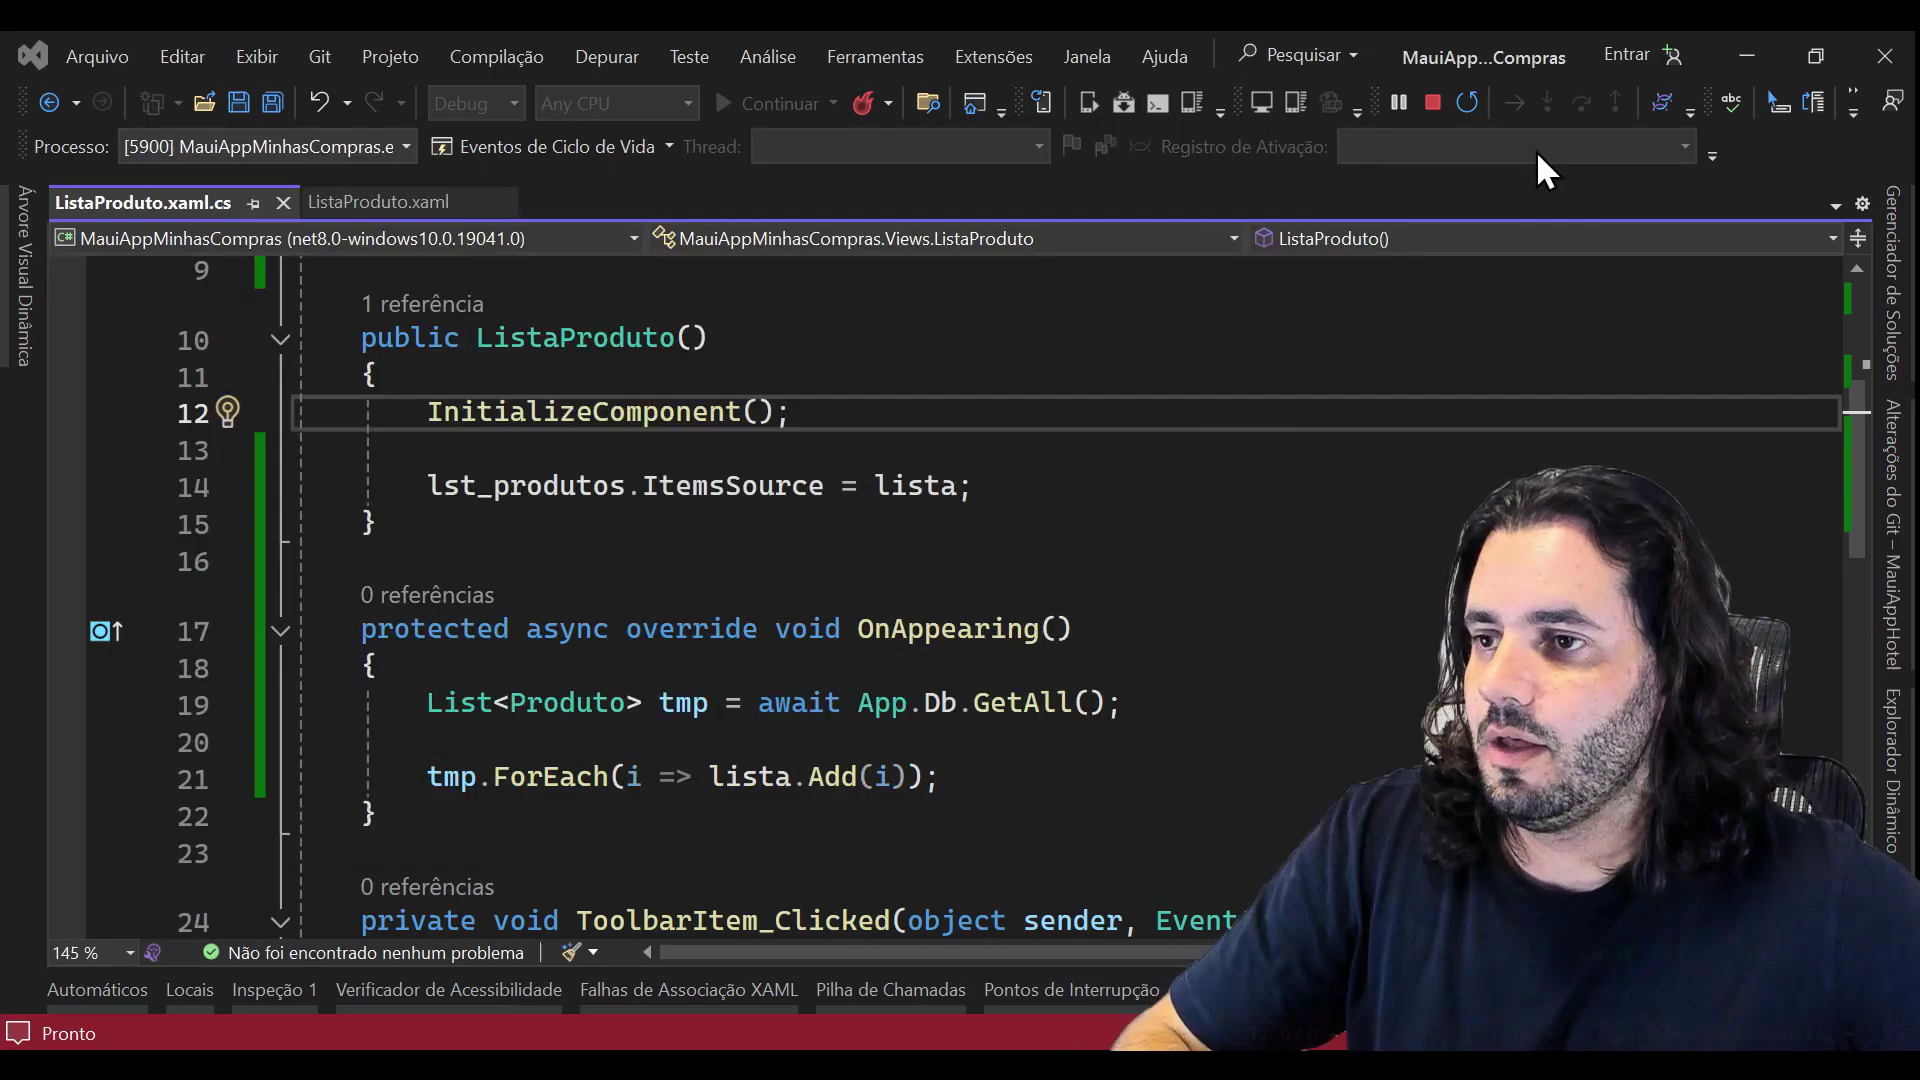 Arquivo Editar Exibir Git Projeto Compilação Depurar Teste Análise Ferramentas Extensões Janela Ajuda Pesquisar MauiApp...Compras Entrar
Debug Any CPU Continuar abc
Processo: [5900] MauiAppMinhasCompras.e Eventos de Ciclo de Vida Thread: Registro de Ativação:
ListaProduto.xaml.cs ListaProduto.xaml
C# MauiAppMinhasCompras (net8.0-windows10.0.19041.0) MauiAppMinhasCompras.Views.ListaProduto ListaProduto()
Árvore Visual Dinâmica
9
1 referência
10 public ListaProduto()
11 {
12 InitializeComponent();
13
14 lst_produtos.ItemsSource = lista;
15 }
16
0 referências
17 protected async override void OnAppearing()
18 {
19 List<Produto> tmp = await App.Db.GetAll();
20
21 tmp.ForEach(i => lista.Add(i));
22 }
23
0 referências
24 private void ToolbarItem_Clicked(object sender, Event
Gerenciador de Soluções
Alterações do Git – MauiAppHotel
Explorador Dinâmico
145 % Não foi encontrado nenhum problema
Automáticos Locais Inspeção 1 Verificador de Acessibilidade Falhas de Associação XAML Pilha de Chamadas Pontos de Interrupção
Pronto